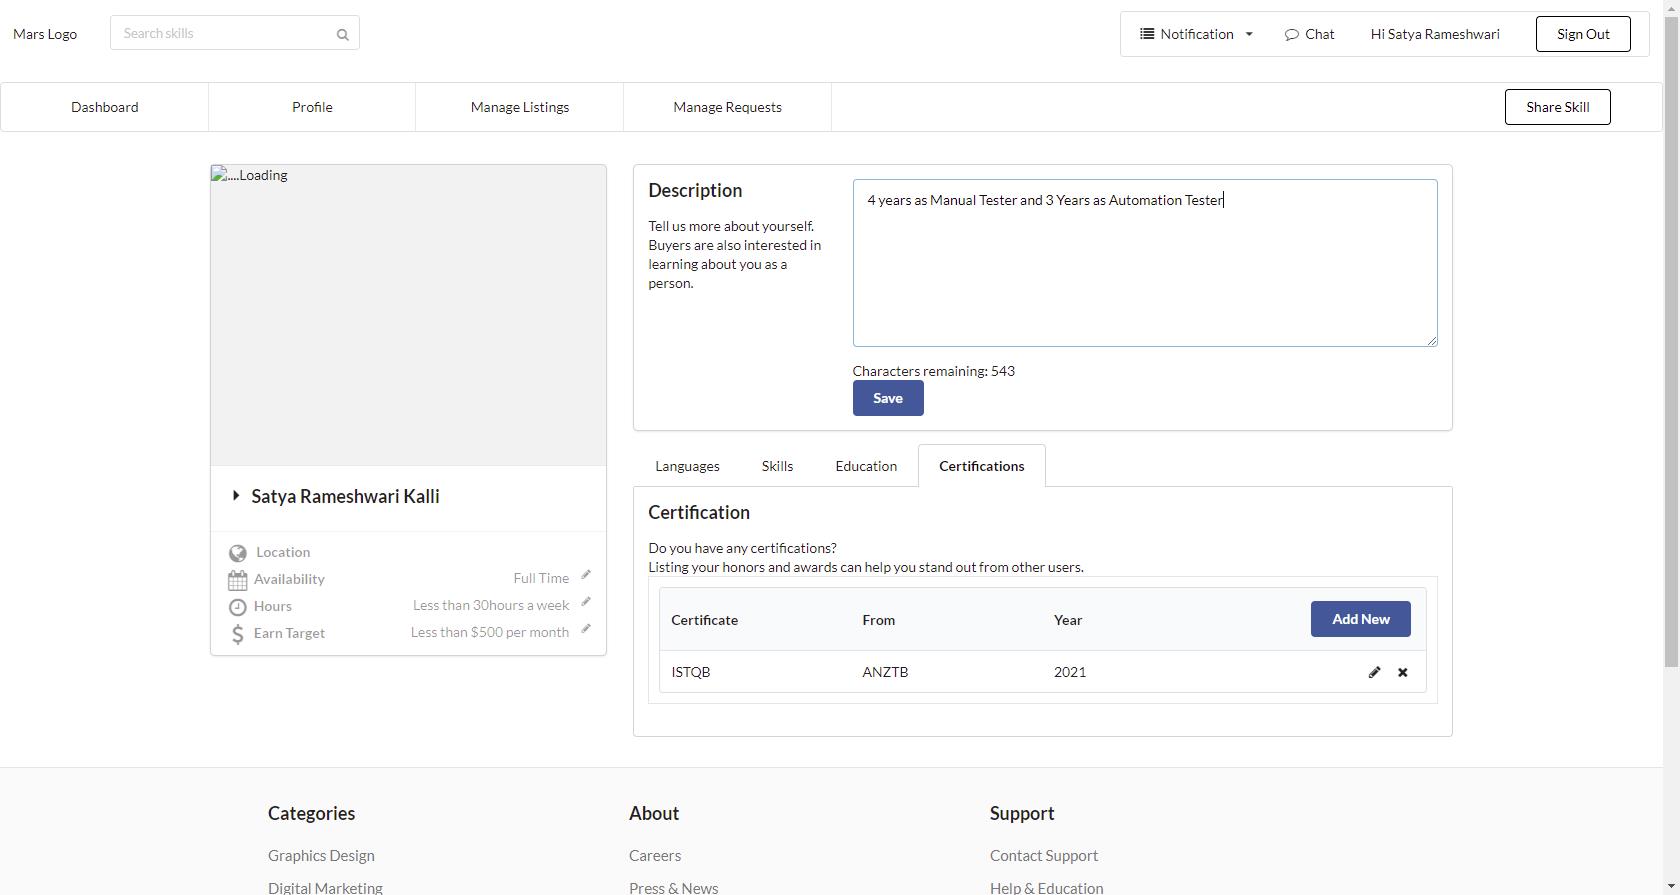 Mars Logo
Search skills
Notification
Chat
Hi Satya Rameshwari
Sign Out
Dashboard
Profile
Manage Listings
Manage Requests
Share Skill
....Loading
Satya Rameshwari Kalli
Location
Availability
Full Time
Hours
Less than 30hours a week
Earn Target
Less than $500 per month
Description
Tell us more about yourself.
Buyers are also interested in
learning about you as a
person.
4 years as Manual Tester and 3 Years as Automation Tester
Characters remaining: 543
Save
Languages
Skills
Education
Certifications
Certification
Do you have any certifications?
Listing your honors and awards can help you stand out from other users.
Certificate
From
Year
Add New
ISTQB
ANZTB
2021
Categories
Graphics Design
Digital Marketing
About
Careers
Press & News
Support
Contact Support
Help & Education